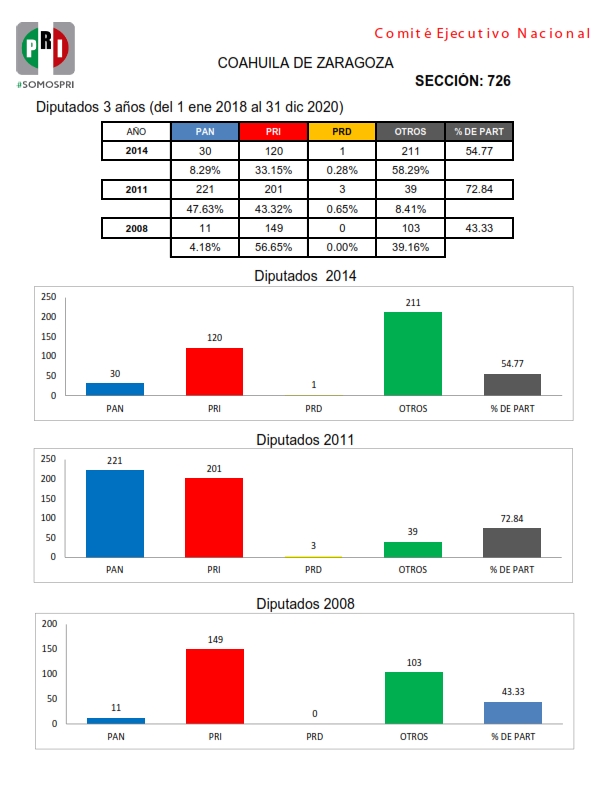 Comité Ejecutivo Nacional
PRI
#SOMOSPRI
COAHUILA DE ZARAGOZA
SECCIÓN: 726
Diputados 3 años (del 1 ene 2018 al 31 dic 2020)
AÑO PAN PRI PRD OTROS % DE PART
2014 30 120 1 211 54.77
8.29% 33.15% 0.28% 58.29%
2011 221 201 3 39 72.84
47.63% 43.32% 0.65% 8.41%
2008 11 149 0 103 43.33
4.18% 56.65% 0.00% 39.16%
Diputados 2014
250
200
150
100
50
0
30 120 1 211 54.77
PAN PRI PRD OTROS % DE PART
Diputados 2011
250
200
150
100
50
0
221 201 3 39 72.84
PAN PRI PRD OTROS % DE PART
Diputados 2008
200
150
100
50
0
11 149 0 103 43.33
PAN PRI PRD OTROS % DE PART